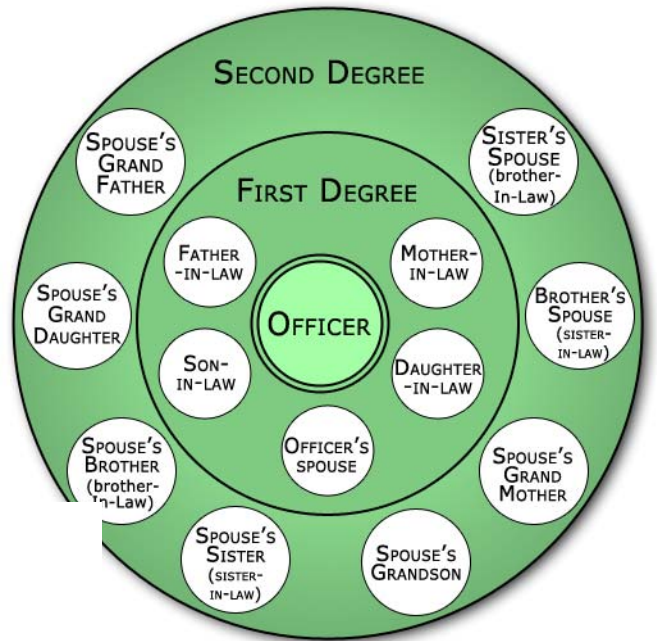 SECOND DEGREE
SPOUSE'S
GRAND
FATHER
SISTER'S
SPOUSE
(brother-
In-Law)
FIRST DEGREE
FATHER
-IN-LAW
MOTHER-
IN-LAW
SPOUSE'S
GRAND
DAUGHTER
OFFICER
BROTHER'S
SPOUSE
(SISTER-
IN-LAW)
SON-
IN-LAW
DAUGHTER
-IN-LAW
OFFICER'S
SPOUSE
SPOUSE'S
BROTHER
(brother-
In-Law)
SPOUSE'S
GRAND
MOTHER
SPOUSE'S
SISTER
(SISTER-
IN-LAW)
SPOUSE'S
GRANDSON